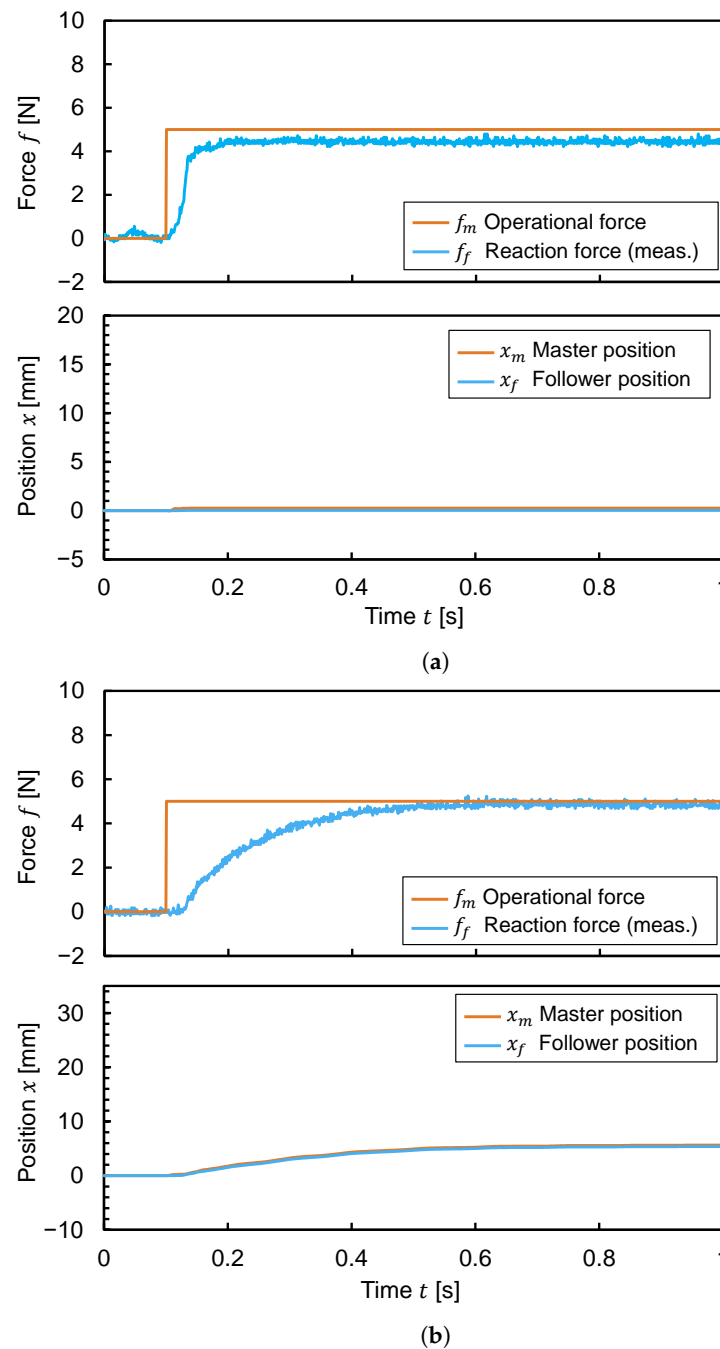 10
8
6
4
2
0
−2
Force f [N]
f_m Operational force
f_f Reaction force (meas.)
20
15
10
5
0
−5
Position x [mm]
x_m Master position
x_f Follower position
0 0.2 0.4 0.6 0.8 1
Time t [s]
(a)
10
8
6
4
2
0
−2
Force f [N]
f_m Operational force
f_f Reaction force (meas.)
30
20
10
0
−10
Position x [mm]
x_m Master position
x_f Follower position
0 0.2 0.4 0.6 0.8 1
Time t [s]
(b)